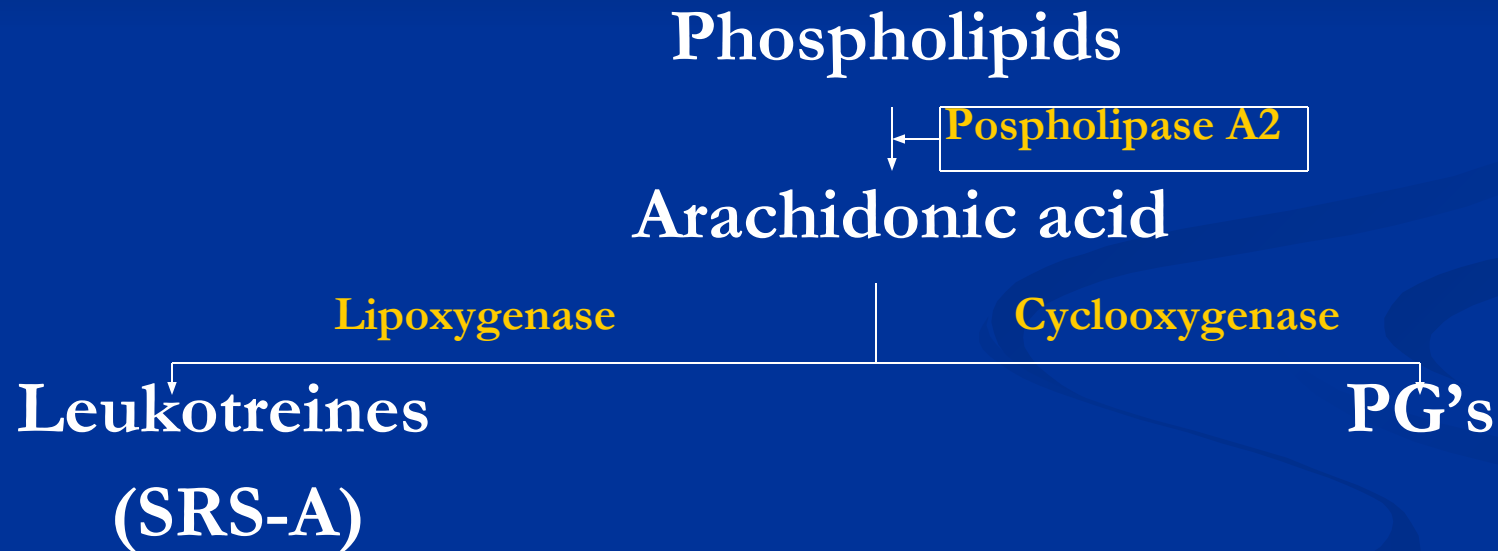 Phospholipids
Pospholipase A2
Arachidonic acid
Lipoxygenase Cyclooxygenase
Leukotreines PG’s
(SRS-A)